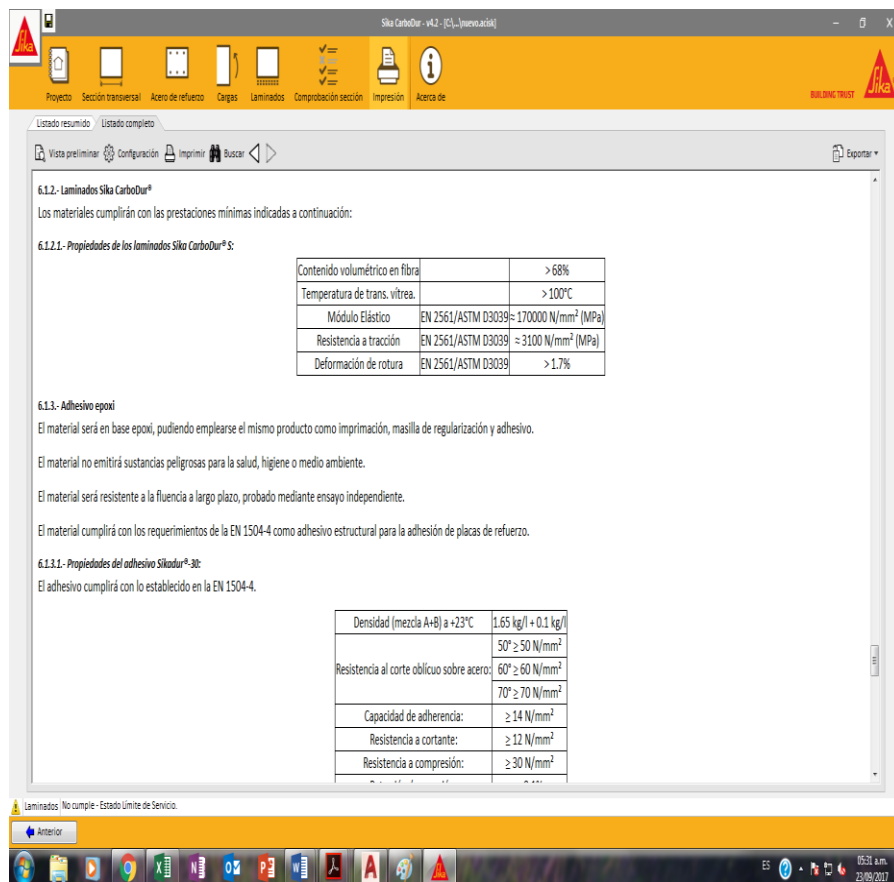 Sika CarboDur - v4.2 - [C:\...\nuevo.acisk]
Sika
Proyecto Sección transversal Acero de refuerzo Cargas Laminados Comprobación sección Impresión Acerca de
BUILDING TRUST Sika
Listado resumido Listado completo
Vista preliminar Configuración Imprimir Buscar Exportar
6.1.2.- Laminados Sika CarboDur®
Los materiales cumplirán con las prestaciones mínimas indicadas a continuación:
6.1.2.1.- Propiedades de los laminados Sika CarboDur® S:
Contenido volumétrico en fibra > 68%
Temperatura de trans. vítrea. > 100°C
Módulo Elástico EN 2561/ASTM D3039 ≈ 170000 N/mm² (MPa)
Resistencia a tracción EN 2561/ASTM D3039 ≈ 3100 N/mm² (MPa)
Deformación de rotura EN 2561/ASTM D3039 > 1.7%
6.1.3.- Adhesivo epoxi
El material será en base epoxi, pudiendo emplearse el mismo producto como imprimación, masilla de regularización y adhesivo.
El material no emitirá sustancias peligrosas para la salud, higiene o medio ambiente.
El material será resistente a la fluencia a largo plazo, probado mediante ensayo independiente.
El material cumplirá con los requerimientos de la EN 1504-4 como adhesivo estructural para la adhesión de placas de refuerzo.
6.1.3.1.- Propiedades del adhesivo Sikadur®-30:
El adhesivo cumplirá con lo establecido en la EN 1504-4.
Densidad (mezcla A+B) a +23°C 1.65 kg/l + 0.1 kg/l
50° ≥ 50 N/mm²
Resistencia al corte oblícuo sobre acero: 60° ≥ 60 N/mm²
70° ≥ 70 N/mm²
Capacidad de adherencia: ≥ 14 N/mm²
Resistencia a cortante: ≥ 12 N/mm²
Resistencia a compresión: ≥ 30 N/mm²
Laminados No cumple - Estado Límite de Servicio.
Anterior
ES 05:31 a.m.
23/09/2017